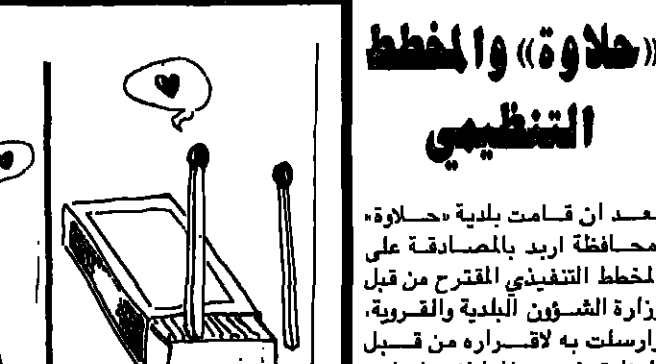 «حلاوة» والمخطط
التنظيمي
بعد ان قامت بلدية «حلاوة»
محافظة اربد بالمصادقة على
المخطط التنفيذي المقترح من قبل
وزارة الشؤون البلدية والقروية،
وارسلت به لاقراره من قبل